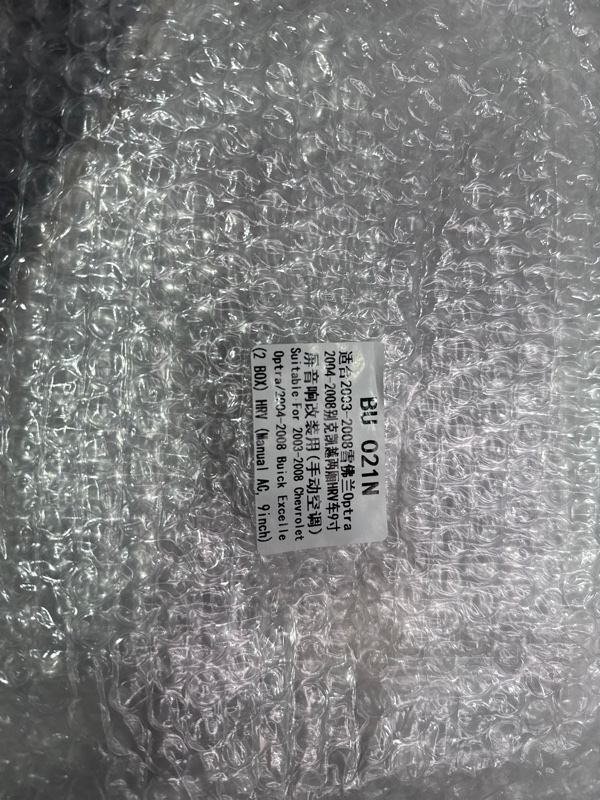 BU 021N
适合2003-2008雪佛兰Optra
2004-2008别克凯越两厢HRV车9寸
屏音响改装用(手动空调)
Suitable For 2003-2008 Chevrolet
Optra/2004-2008 Buick Excelle
(2 BOX) HRV (Manual AC, 9inch)